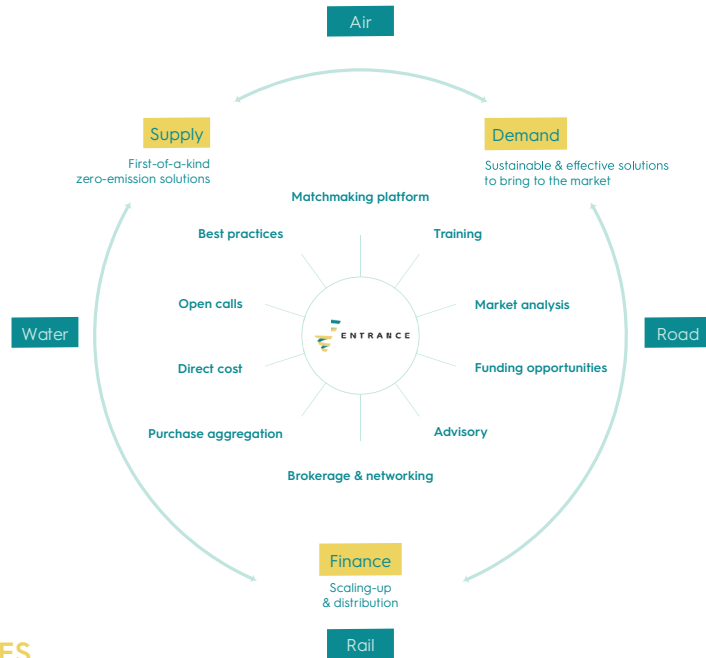 Air
Supply
Demand
First-of-a-kind
zero-emission solutions
Sustainable & effective solutions
to bring to the market
Matchmaking platform
Best practices
Training
Open calls
Market analysis
Water
ENTRANCE
Road
Direct cost
Funding opportunities
Purchase aggregation
Advisory
Brokerage & networking
Finance
Scaling-up
& distribution
Rail